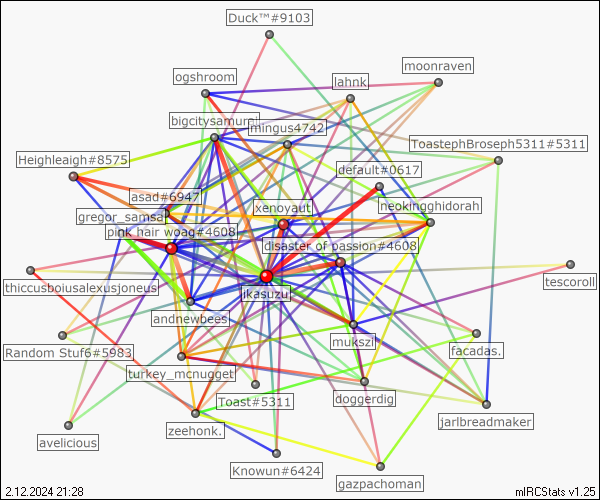 Duck™#9103
moonraven
ogshroom
lahnk
bigcitysamurai
mingus4742
ToastephBroseph5311#5311
Heighleaigh#8575
default#0617
asad#6947
xenoyaut
neokingghidorah
gregor_samsa
pink hair woag#4608
disaster of passion#4608
tescoroll
thiccusboiusalexusjoneus
ikasuzu
andnewbees
mukszi
Random Stuf6#5983
facadas.
turkey_mcnugget
Toast#5311
doggerdig
jarlbreadmaker
avelicious
zeehonk.
Knowun#6424
gazpachoman
2.12.2024 21:28
mIRCStats v1.25